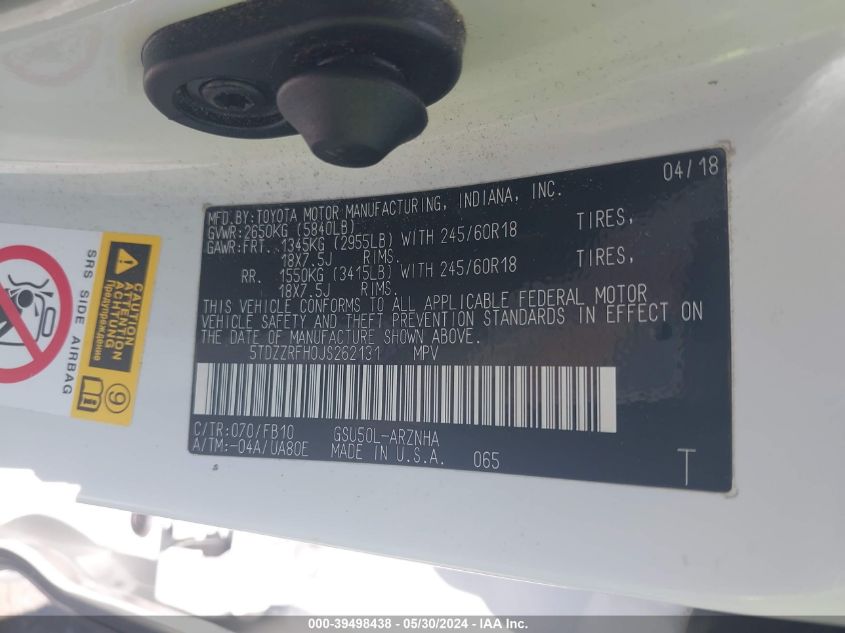 04/18
MFD.BY:TOYOTA MOTOR MANUFACTURING, INDIANA, INC.
GVWR:2650KG (5840LB)
GAWR:FRT. 1345KG (2955LB) WITH 245/60R18 TIRES,
18X7.5J RIMS.
RR. 1550KG (3415LB) WITH 245/60R18 TIRES,
18X7.5J RIMS.
THIS VEHICLE CONFORMS TO ALL APPLICABLE FEDERAL MOTOR
VEHICLE SAFETY AND THEFT PREVENTION STANDARDS IN EFFECT ON
THE DATE OF MANUFACTURE SHOWN ABOVE.
5TDZZRFH0JS262131 MPV
C/TR:070/FB10 GSU50L-ARZNHA
A/TM:-04A/UA80E MADE IN U.S.A. 065
T
SRS SIDE AIRBAG
CAUTION
ATTENTION
ACHTUNG
Предупреждение
9
000-39498438 - 05/30/2024 - IAA Inc.